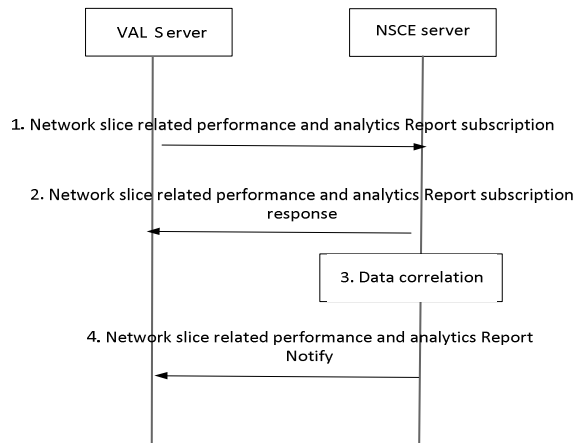 VAL Server
NSCE server
1. Network slice related performance and analytics Report subscription
2. Network slice related performance and analytics Report subscription
response
3. Data correlation
4. Network slice related performance and analytics Report
Notify